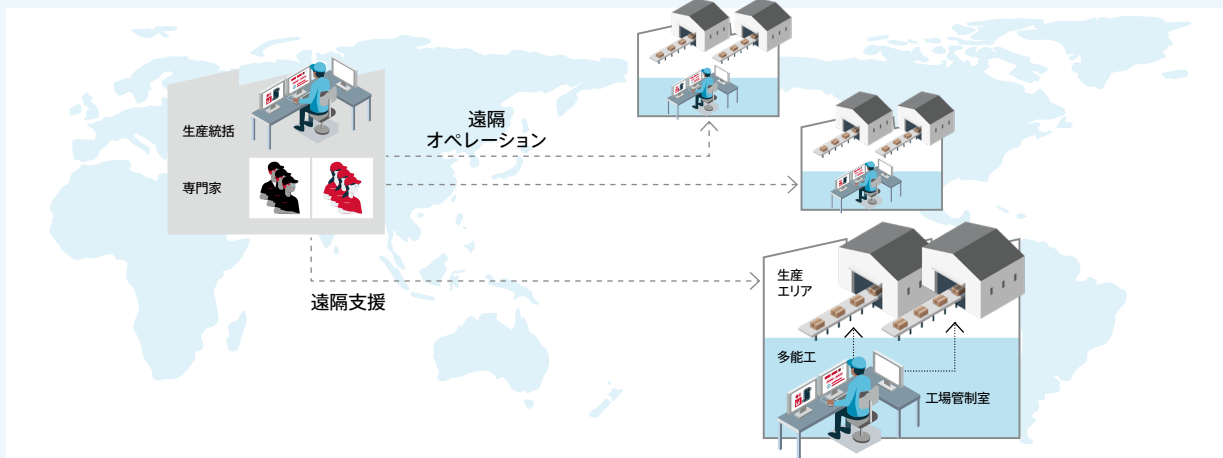 生産統括
専門家
遠隔
オペレーション
遠隔支援
生産
エリア
多能工
工場管制室